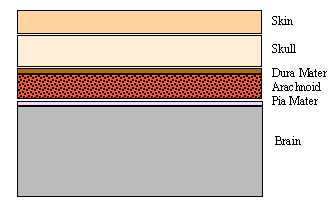 Skin
Skull
Dura Mater
Arachnoid
Pia Mater
Brain